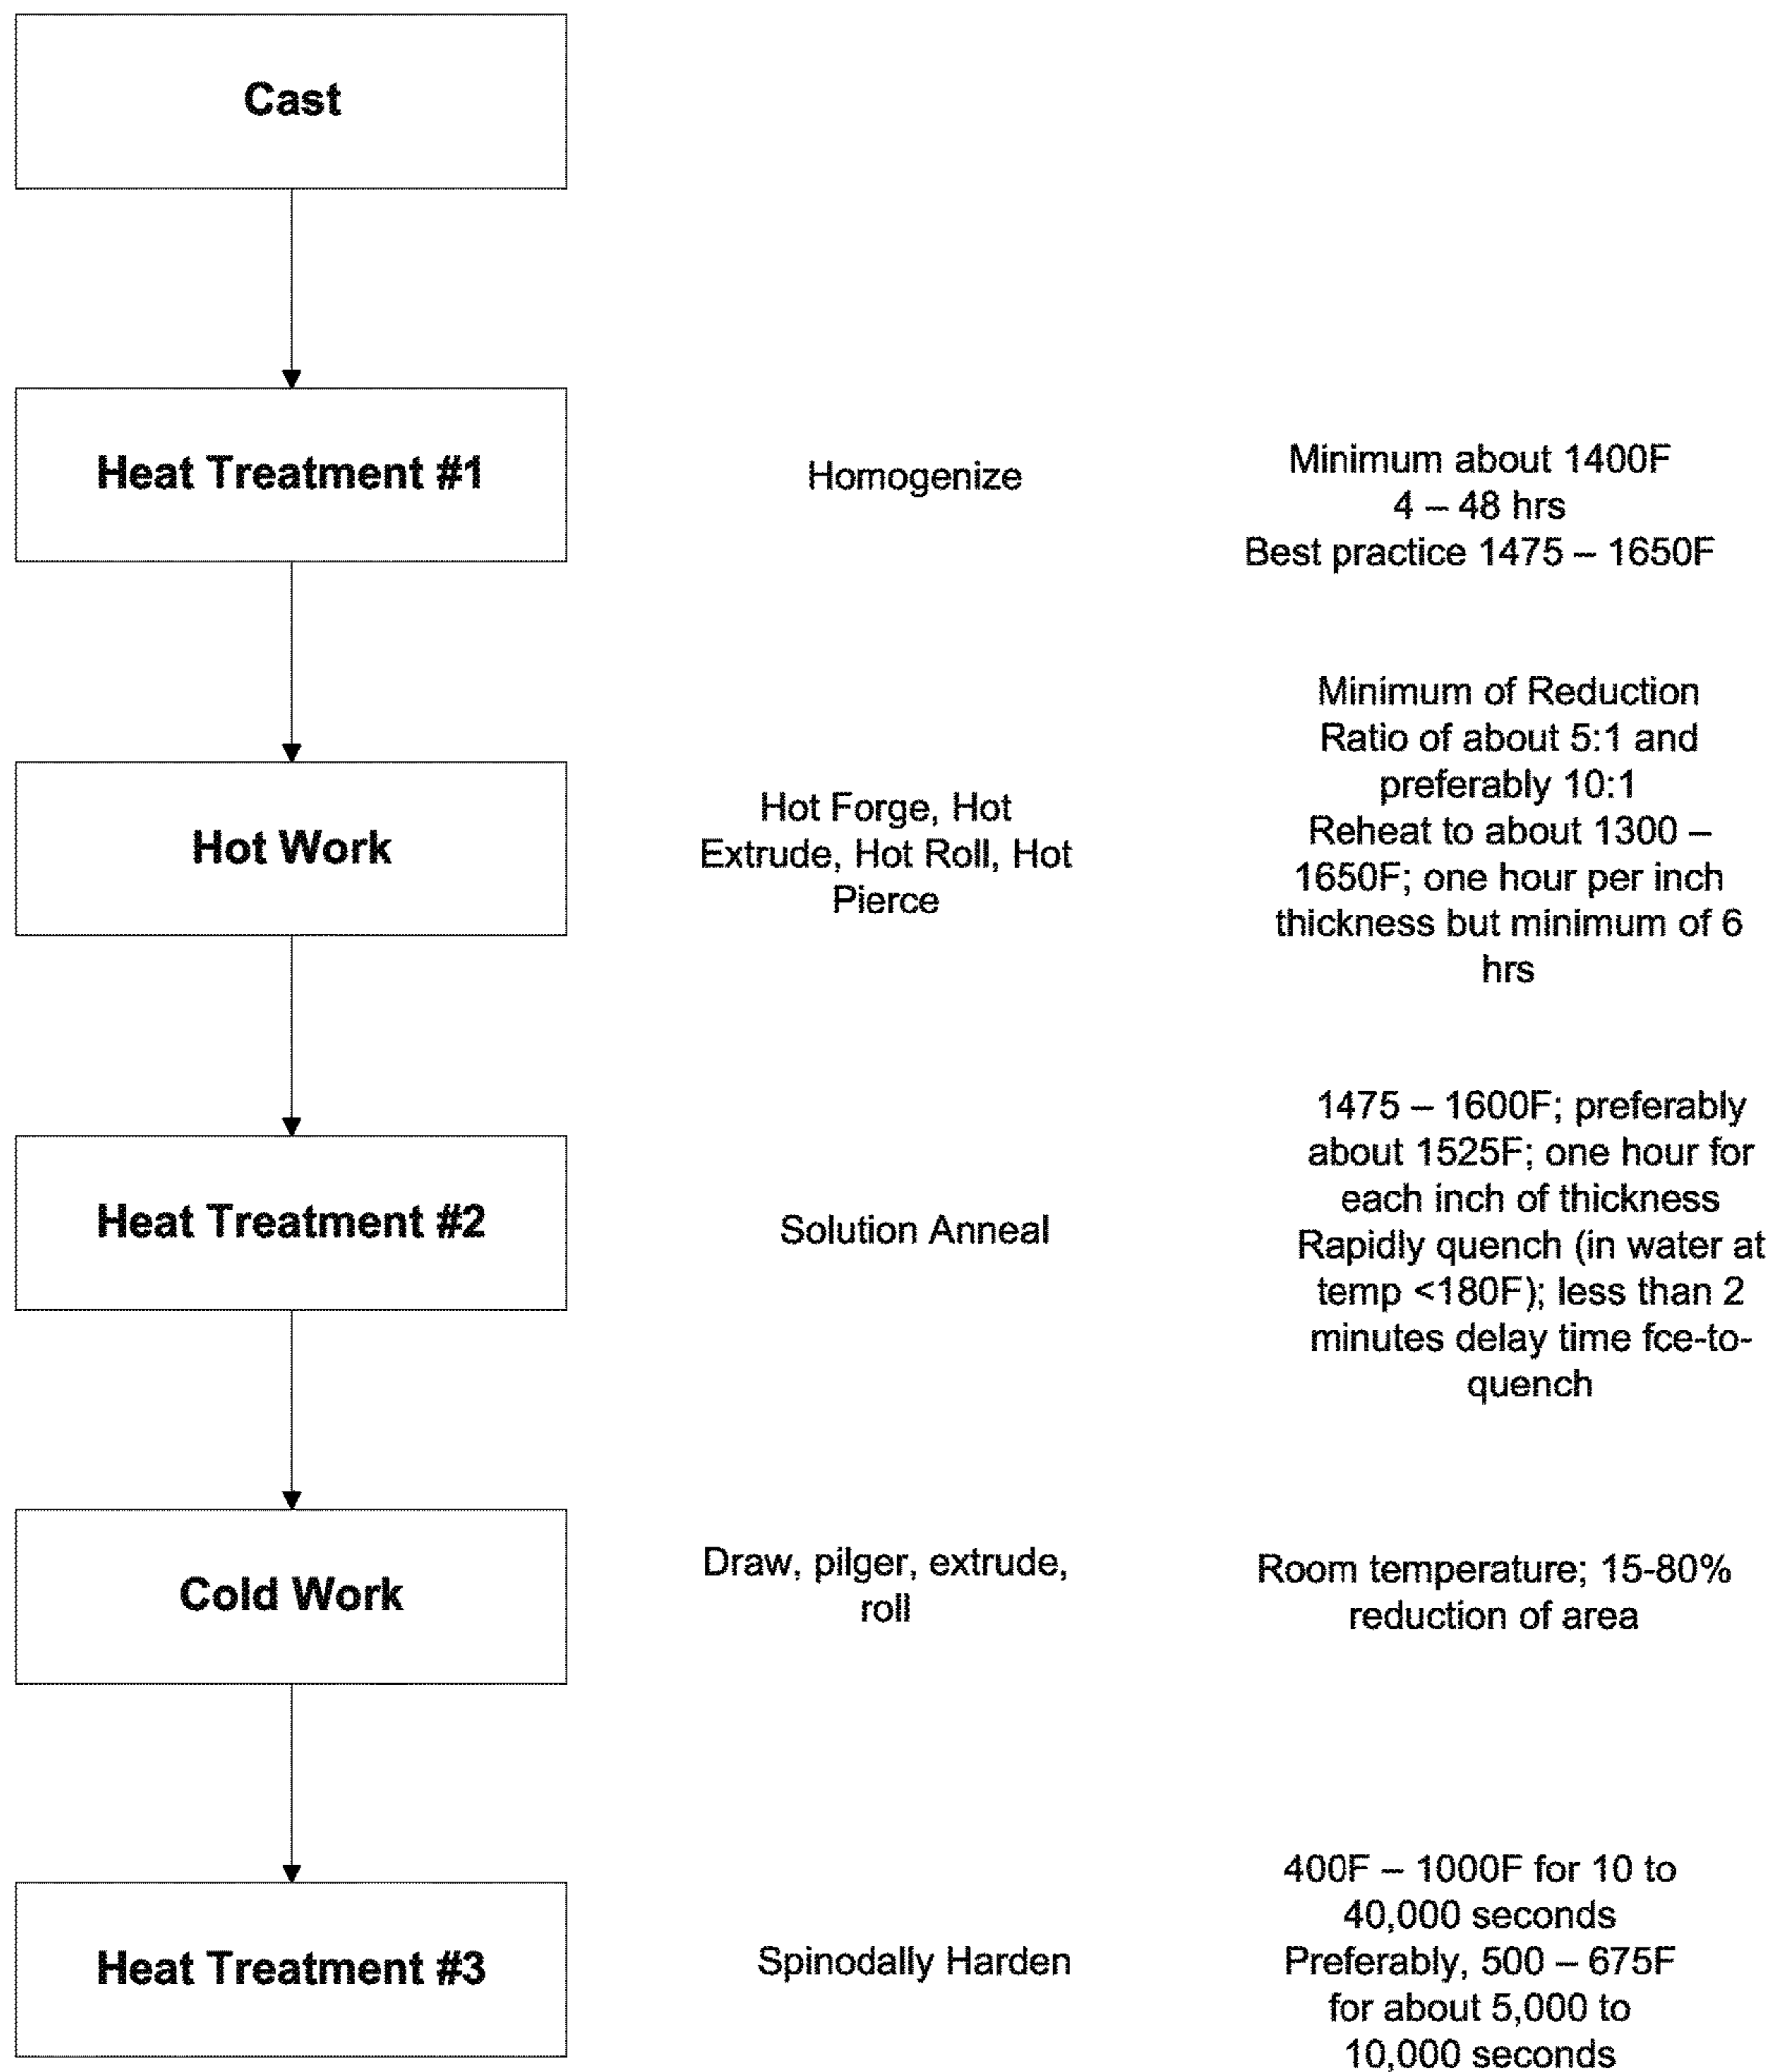 Cast
Heat Treatment #1
Homogenize
Minimum about 1400F
4 – 48 hrs
Best practice 1475 – 1650F
Hot Work
Hot Forge, Hot
Extrude, Hot Roll, Hot
Pierce
Minimum of Reduction
Ratio of about 5:1 and
preferably 10:1
Reheat to about 1300 –
1650F; one hour per inch
thickness but minimum of 6
hrs
Heat Treatment #2
Solution Anneal
1475 – 1600F; preferably
about 1525F; one hour for
each inch of thickness
Rapidly quench (in water at
temp <180F); less than 2
minutes delay time fce-to-
quench
Cold Work
Draw, pilger, extrude,
roll
Room temperature; 15-80%
reduction of area
Heat Treatment #3
Spinodally Harden
400F – 1000F for 10 to
40,000 seconds
Preferably, 500 – 675F
for about 5,000 to
10,000 seconds